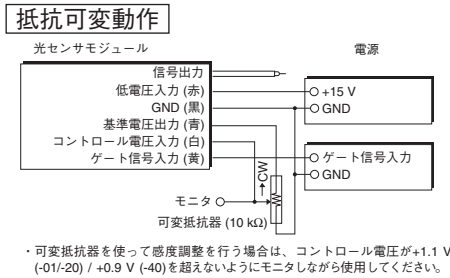 抵抗可変動作
光センサモジュール
電源
信号出力
低電圧入力 (赤)
GND (黒)
基準電圧出力 (青)
コントロール電圧入力 (白)
ゲート信号入力 (黄)
+15 V
GND
ゲート信号入力
GND
CW
モニタ
可変抵抗器 (10 kΩ)
・可変抵抗器を使って感度調整を行う場合は、コントロール電圧が+1.1 V
(-01/-20) / +0.9 V (-40)を超えないようにモニタしながら使用してください。